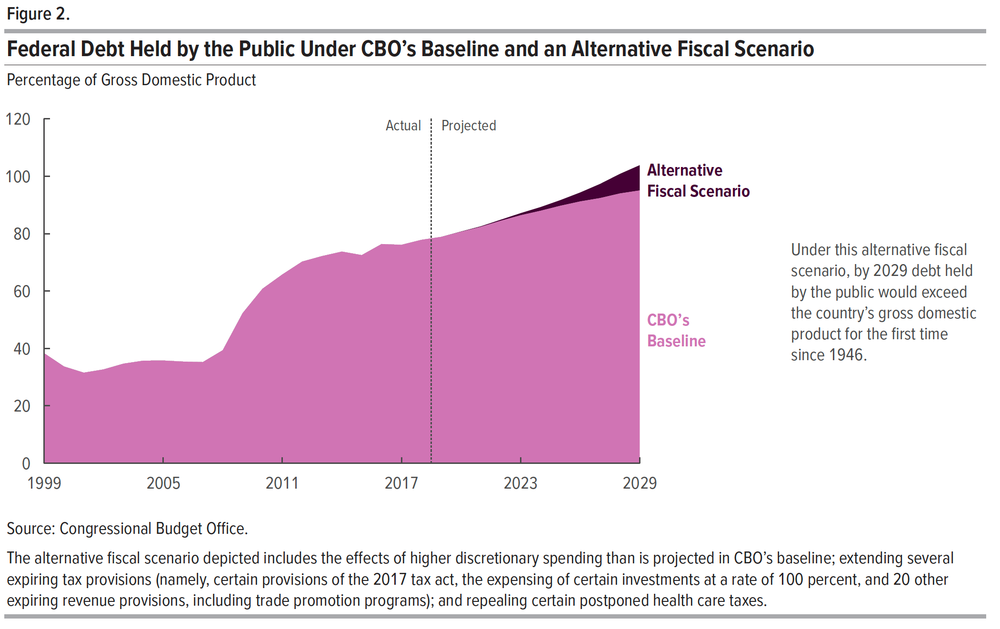 Figure 2.
Federal Debt Held by the Public Under CBO’s Baseline and an Alternative Fiscal Scenario
Percentage of Gross Domestic Product
120
100
80
60
40
20
0
Actual
Projected
Alternative
Fiscal Scenario
CBO’s
Baseline
Under this alternative fiscal
scenario, by 2029 debt held
by the public would exceed
the country’s gross domestic
product for the first time
since 1946.
1999
2005
2011
2017
2023
2029
Source: Congressional Budget Office.
The alternative fiscal scenario depicted includes the effects of higher discretionary spending than is projected in CBO’s baseline; extending several
expiring tax provisions (namely, certain provisions of the 2017 tax act, the expensing of certain investments at a rate of 100 percent, and 20 other
expiring revenue provisions, including trade promotion programs); and repealing certain postponed health care taxes.